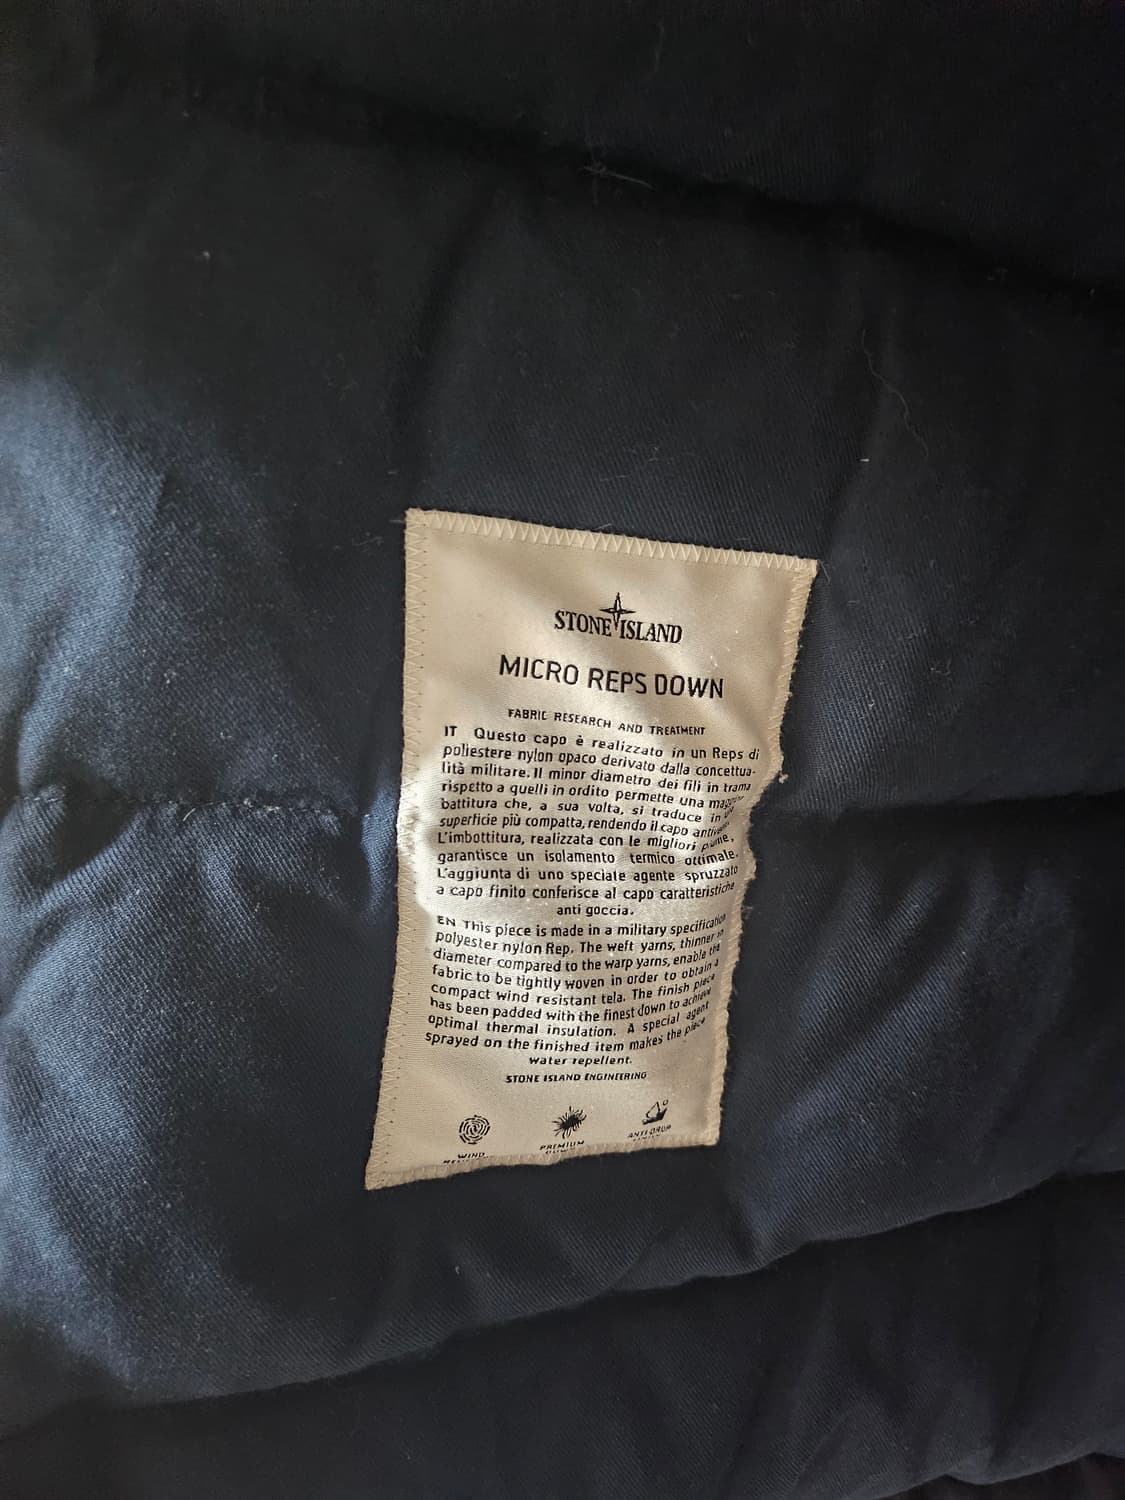 STONE ISLAND
MICRO REPS DOWN
FABRIC RESEARCH AND TREATMENT
IT Questo capo è realizzato in un Reps di
poliestere nylon opaco derivato dalla concettua-
lità militare. Il minor diametro dei fili in trama
rispetto a quelli in ordito permette una
battitura che, a sua volta, si traduce in
superficie più compatta, rendendo il capo
L'imbottitura, realizzata con le migliori piume,
garantisce un isolamento termico ottimale.
L'aggiunta di uno speciale agente spruzzato
a capo finito conferisce al capo caratteristiche
anti goccia.
EN This piece is made in a military specification
polyester nylon Rep. The weft yarns, thinner in
diameter compared to the warp yarns, enable the
fabric to be tightly woven in order to obtain a
compact wind resistant tela. The finish piece
has been padded with the finest down to achieve
optimal thermal insulation. A special agent
sprayed on the finished item makes the piece
water repellent.
STONE ISLAND ENGINEERING
WIND
PREMIUM
ANTI DROP